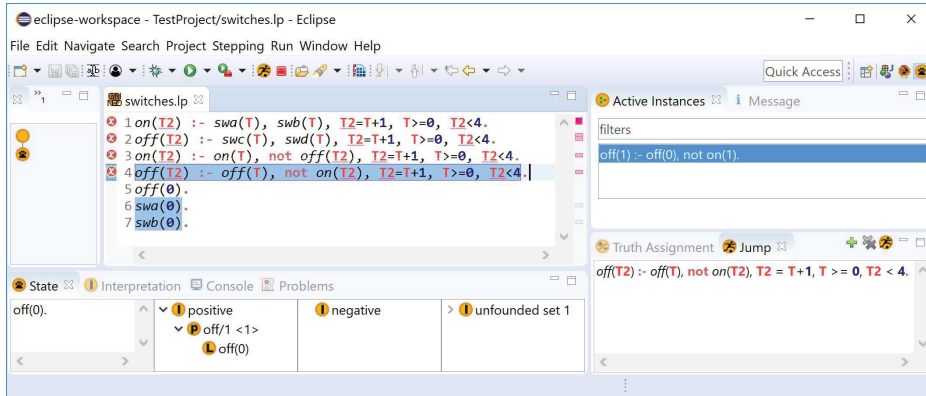 eclipse-workspace - TestProject/switches.lp - Eclipse
File Edit Navigate Search Project Stepping Run Window Help
Quick Access
»1
switches.lp
1 on(T2) :- swa(T), swb(T), T2=T+1, T>=0, T2<4.
2 off(T2) :- swc(T), swd(T), T2=T+1, T>=0, T2<4.
3 on(T2) :- on(T), not off(T2), T2=T+1, T>=0, T2<4.
4 off(T2) :- off(T), not on(T2), T2=T+1, T>=0, T2<4.
5 off(0).
6 swa(0).
7 swb(0).
Active Instances
i Message
filters
off(1) :- off(0), not on(1).
Truth Assignment
Jump
off(T2) :- off(T), not on(T2), T2 = T+1, T >= 0, T2 < 4.
State
Interpretation
Console
Problems
off(0).
I positive
P off/1 <1>
L off(0)
I negative
I unfounded set 1